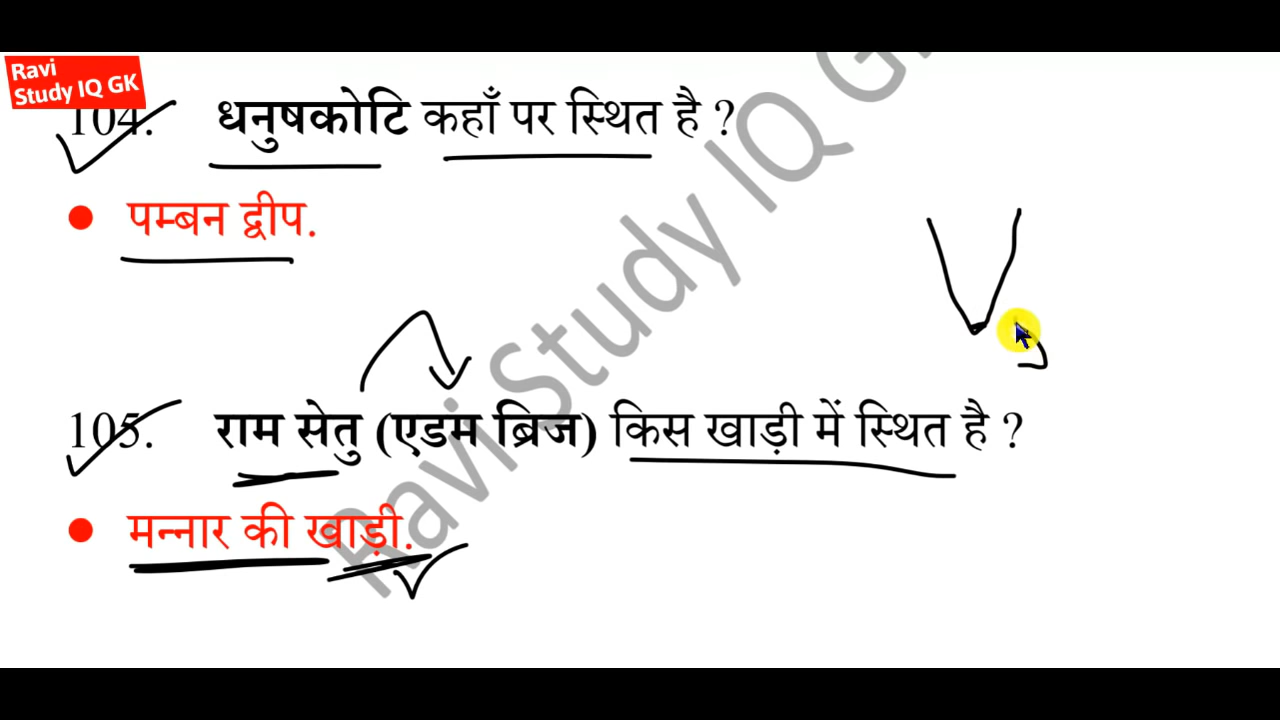 Ravi
Study IQ GK
104. धनुषकोटि कहाँ पर स्थित है ?
• पम्बन द्वीप.
105. राम सेतु (एडम ब्रिज) किस खाड़ी में स्थित है ?
• मन्नार की खाड़ी.
Ravi Study IQ GK